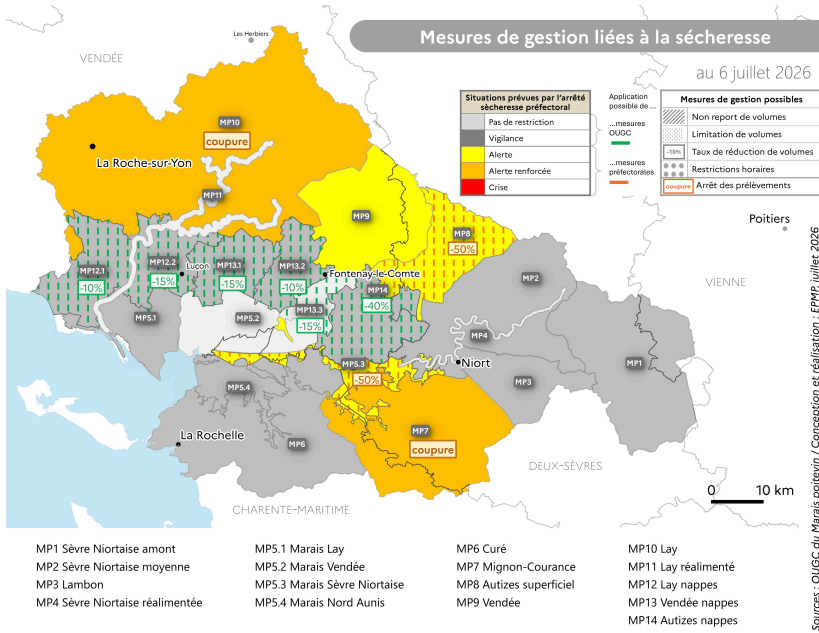 Mesures de gestion liées à la sécheresse
au 6 juillet 2026
Situations prévues par l'arrêté
sècheresse préfectoral
Pas de restriction
Vigilance
Alerte
Alerte renforcée
Crise
Application
possible de ...
...mesures
OUGC
...mesures
préfectorales
Mesures de gestion possibles
Non report de volumes
Limitation de volumes
-10% Taux de réduction de volumes
Restrictions horaires
coupure Arrêt des prélèvements
Les Herbiers
VENDÉE
MP10
coupure
La Roche-sur-Yon
MP11
MP9
MP8
-50%
Poitiers
VIENNE
MP12.1
-10%
MP12.2
-15%
Luçon
MP13.1
-15%
MP13.2
-10%
Fontenay-le-Comte
MP14
-40%
MP13.3
-15%
MP2
MP5.1
MP5.2
MP4
MP5.3
-50%
Niort
MP1
MP3
MP5.4
La Rochelle
MP6
MP7
coupure
DEUX-SÈVRES
CHARENTE-MARITIME
0 10 km
MP1 Sèvre Niortaise amont
MP2 Sèvre Niortaise moyenne
MP3 Lambon
MP4 Sèvre Niortaise réalimentée
MP5.1 Marais Lay
MP5.2 Marais Vendée
MP5.3 Marais Sèvre Niortaise
MP5.4 Marais Nord Aunis
MP6 Curé
MP7 Mignon-Courance
MP8 Autizes superficiel
MP9 Vendée
MP10 Lay
MP11 Lay réalimenté
MP12 Lay nappes
MP13 Vendée nappes
MP14 Autizes nappes
Sources : OUGC du Marais poitevin / Conception et réalisation : EPMP, juillet 2026